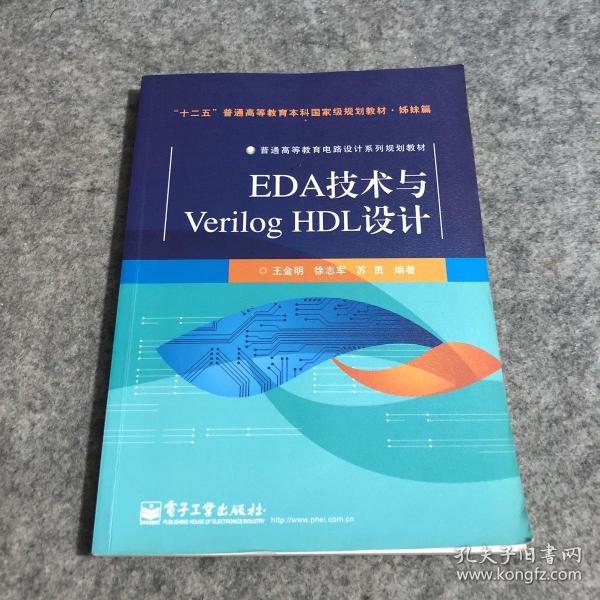 “十二五”普通高等教育本科国家级规划教材·姊妹篇
普通高等教育电路设计系列规划教材
EDA技术与
Verilog HDL设计
◎ 王金明 徐志军 苏 勇 编著
电子工业出版社
PUBLISHING HOUSE OF ELECTRONICS INDUSTRY
http://www.phei.com.cn
孔夫子旧书网
www.kongfz.com